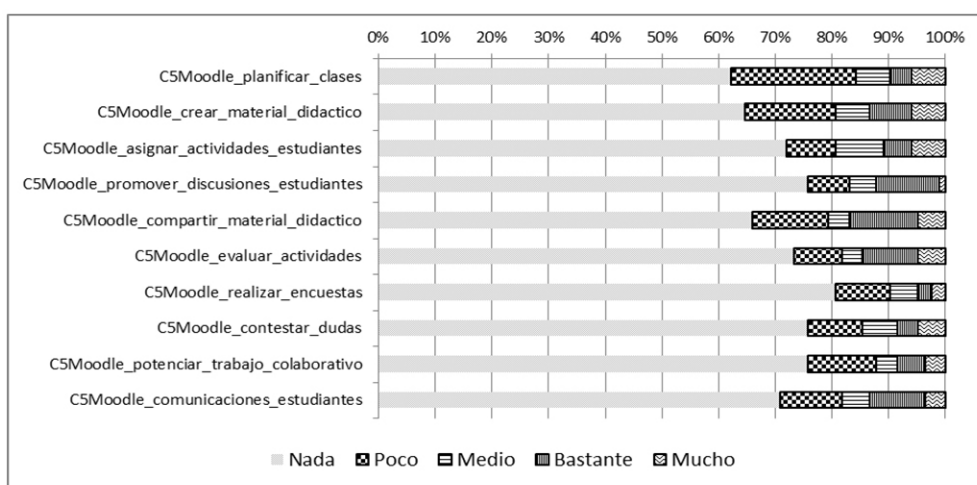 0% 10% 20% 30% 40% 50% 60% 70% 80% 90% 100%
C5Moodle_planificar_clases
C5Moodle_crear_material_didactico
C5Moodle_asignar_actividades_estudiantes
C5Moodle_promover_discusiones_estudiantes
C5Moodle_compartir_material_didactico
C5Moodle_evaluar_actividades
C5Moodle_realizar_encuestas
C5Moodle_contestar_dudas
C5Moodle_potenciar_trabajo_colaborativo
C5Moodle_comunicaciones_estudiantes
Nada Poco Medio Bastante Mucho